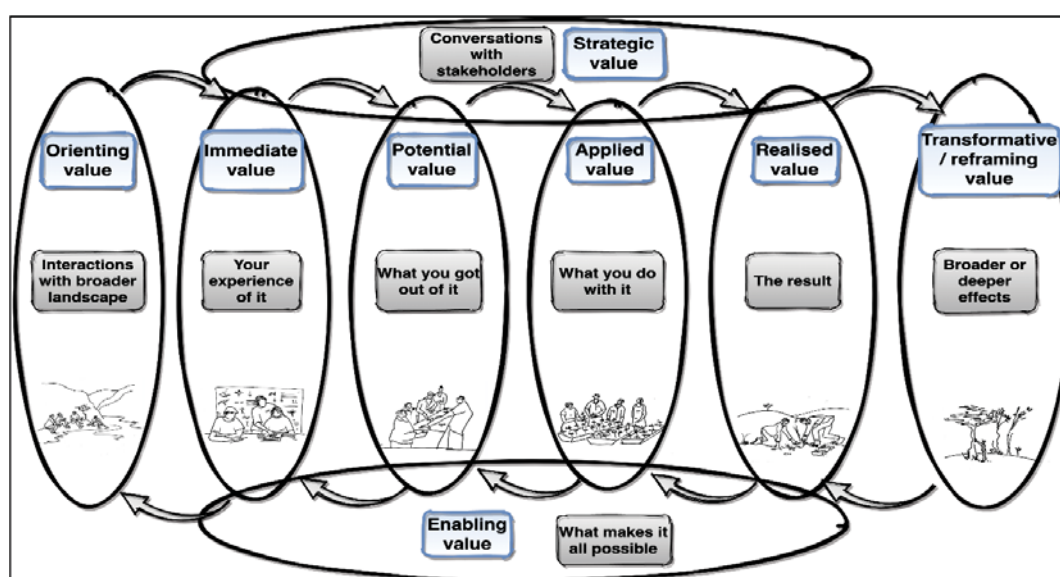 Conversations
with
stakeholders
Strategic
value
Orienting
value
Immediate
value
Potential
value
Applied
value
Realised
value
Transformative
/ reframing
value
Interactions
with broader
landscape
Your
experience
of it
What you got
out of it
What you do
with it
The result
Broader or
deeper
effects
Enabling
value
What makes it
all possible